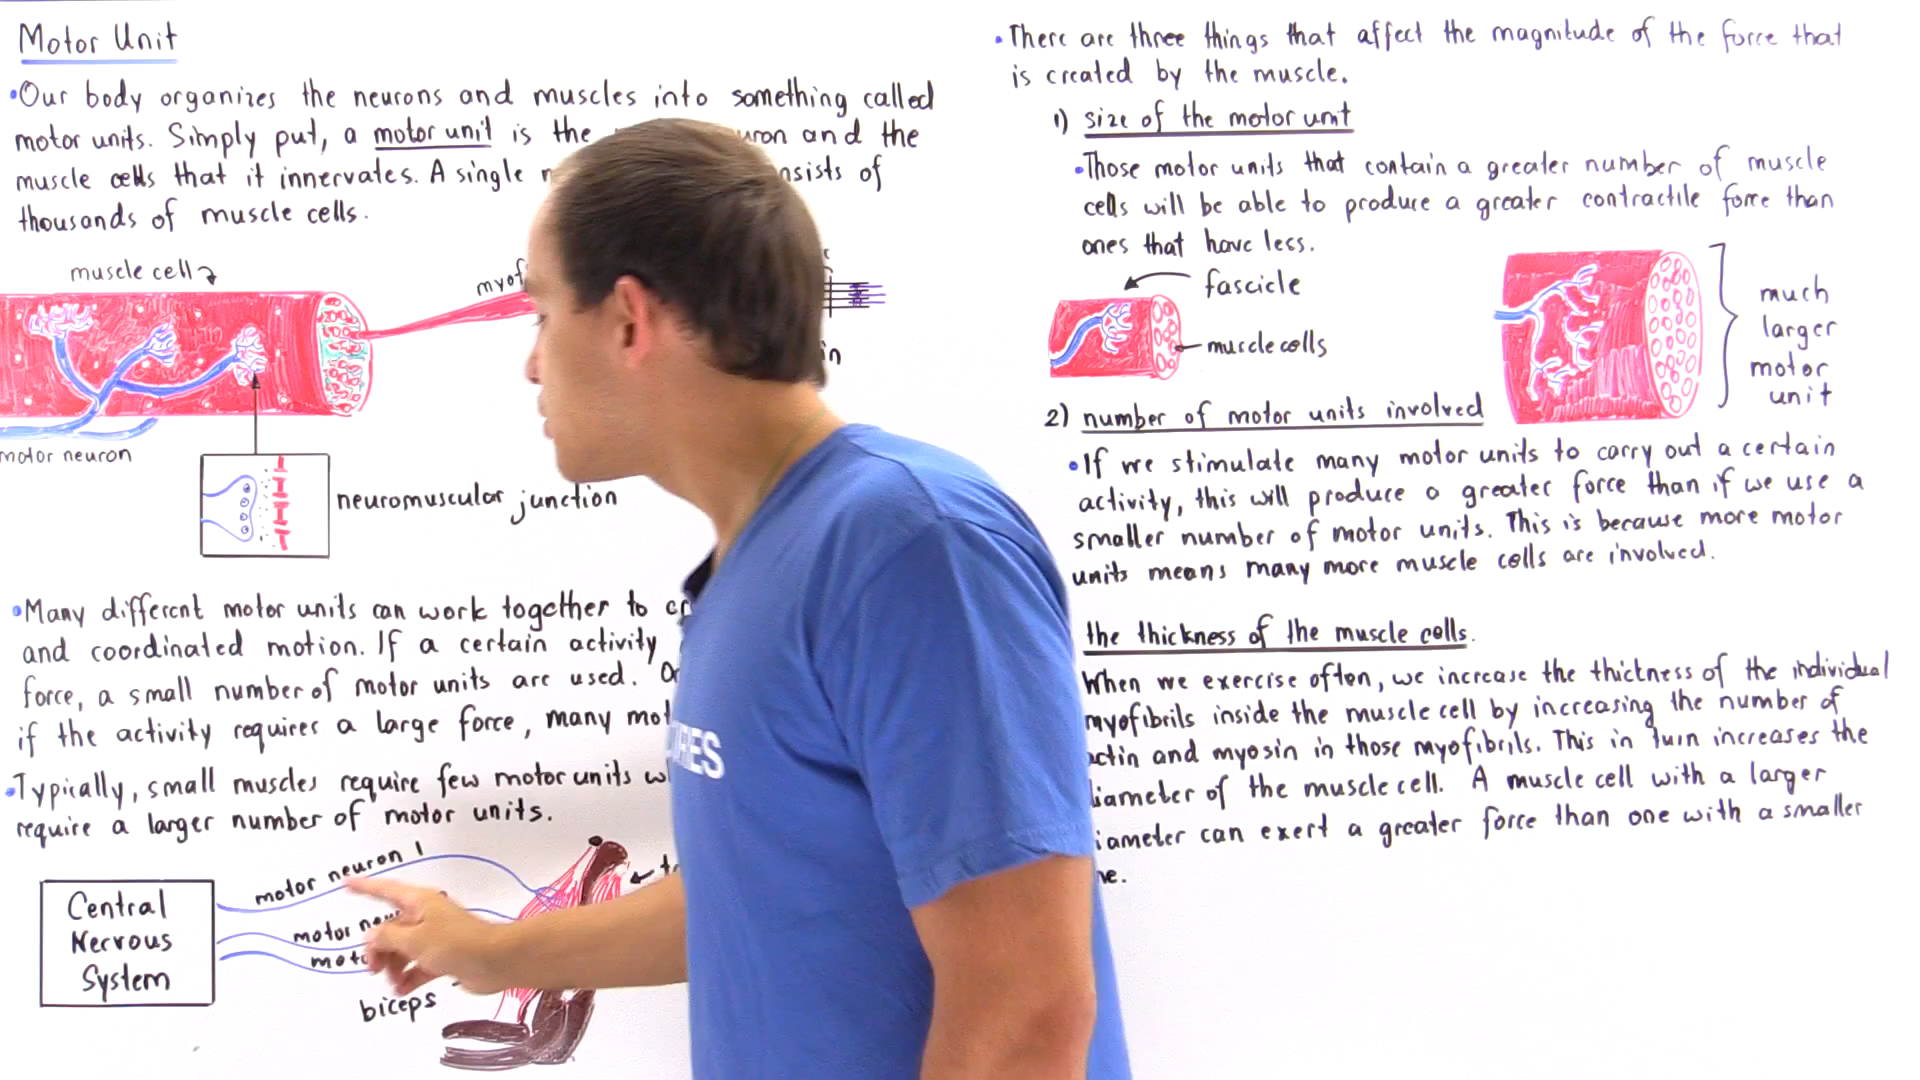 Motor Unit
•Our body organizes the neurons and muscles into something called
motor units. Simply put, a motor unit is the and the
muscle cells that it innervates. A single of
thousands of muscle cells.
muscle cell
motor neuron
neuromuscular junction
•Many different motor units can work together to
and coordinated motion. If a certain activity
force, a small number of motor units are used.
if the activity requires a large force, many
•Typically, small muscles require few motor units
require a larger number of motor units.
Central
Nervous
System
motor neuron 1
motor
biceps
•There are three things that affect the magnitude of the force that
is created by the muscle.
1) size of the motor unit
•Those motor units that contain a greater number of muscle
cells will be able to produce a greater contractile force than
ones that have less.
fascicle
muscle cells
much
larger
motor
unit
2) number of motor units involved
•If we stimulate many motor units to carry out a certain
activity, this will produce a greater force than if we use a
smaller number of motor units. This is because more motor
units means many more muscle cells are involved.
the thickness of the muscle cells.
When we exercise often, we increase the thickness of the individual
myofibrils inside the muscle cell by increasing the number of
actin and myosin in those myofibrils. This in turn increases the
diameter of the muscle cell. A muscle cell with a larger
diameter can exert a greater force than one with a smaller